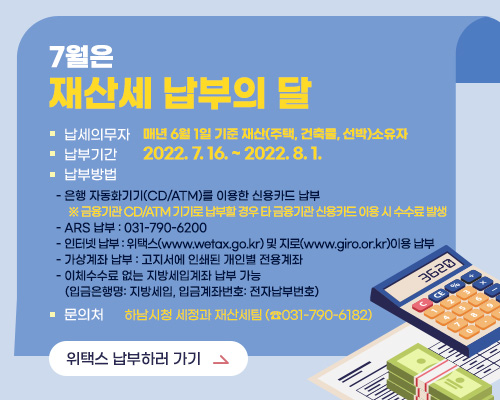 7월은
재산세 납부의 달
납세의무자 매년 6월 1일 기준 재산(주택, 건축물, 선박)소유자
납부기간 2022. 7. 16. ~ 2022. 8. 1.
납부방법
- 은행 자동화기기(CD/ATM)를 이용한 신용카드 납부
※ 금융기관 CD/ATM 기기로 납부할 경우 타 금융기관 신용카드 이용 시 수수료 발생
- ARS 납부 : 031-790-6200
- 인터넷 납부 : 위택스(www.wetax.go.kr) 및 지로(www.giro.or.kr)이용 납부
- 가상계좌 납부 : 고지서에 인쇄된 개인별 전용계좌
- 이체수수료 없는 지방세입계좌 납부 가능
(입금은행명: 지방세입, 입금계좌번호: 전자납부번호)
문의처 하남시청 세정과 재산세팀 (☎031-790-6182)
위택스 납부하러 가기
3620